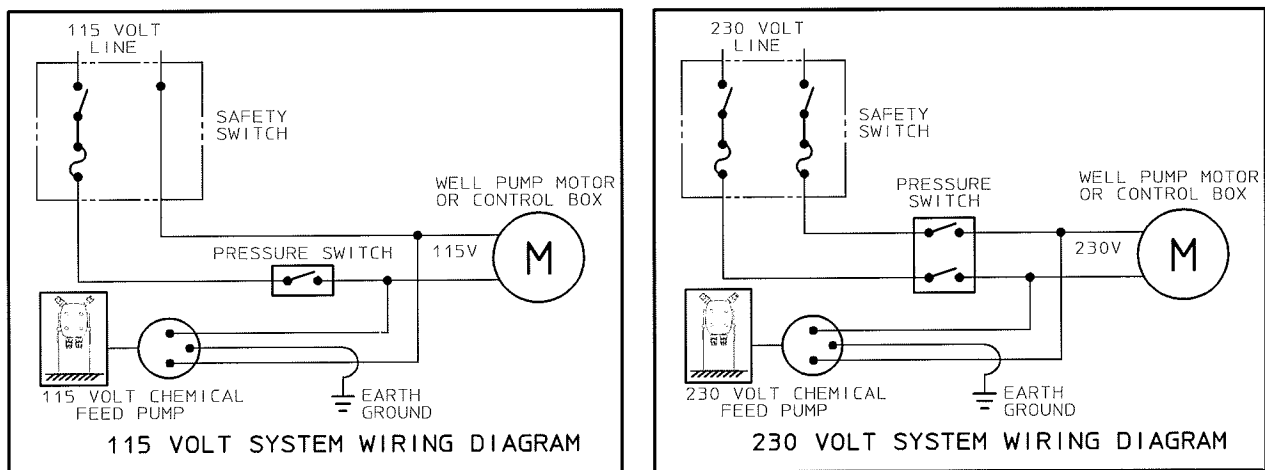 115 VOLT
LINE
SAFETY
SWITCH
WELL PUMP MOTOR
OR CONTROL BOX
PRESSURE SWITCH
115V
M
115 VOLT CHEMICAL
FEED PUMP
EARTH
GROUND
115 VOLT SYSTEM WIRING DIAGRAM
230 VOLT
LINE
SAFETY
SWITCH
PRESSURE
SWITCH
WELL PUMP MOTOR
OR CONTROL BOX
230V
M
230 VOLT CHEMICAL
FEED PUMP
EARTH
GROUND
230 VOLT SYSTEM WIRING DIAGRAM